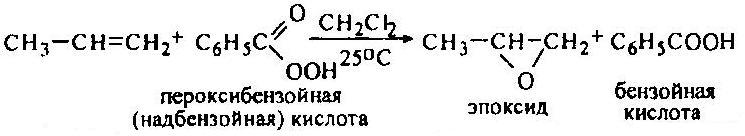 CH₃−CH=CH₂ + C₆H₅C(=O)OOH CH₂Cl₂ 25°C CH₃−CH−CH₂ + C₆H₅COOH
O
пероксибензойная (надбензойная) кислота
эпоксид
бензойная кислота